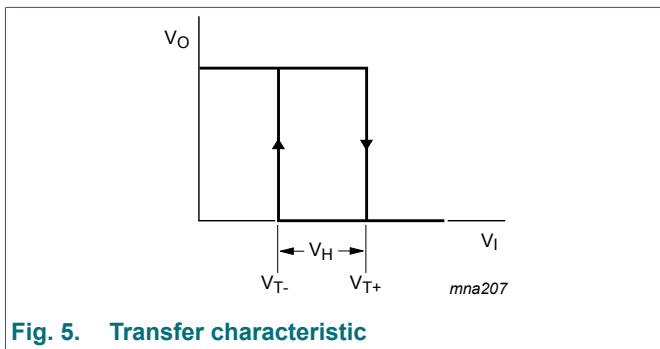 VO
VI
VH
VT-
VT+
mna207
Fig. 5. Transfer characteristic